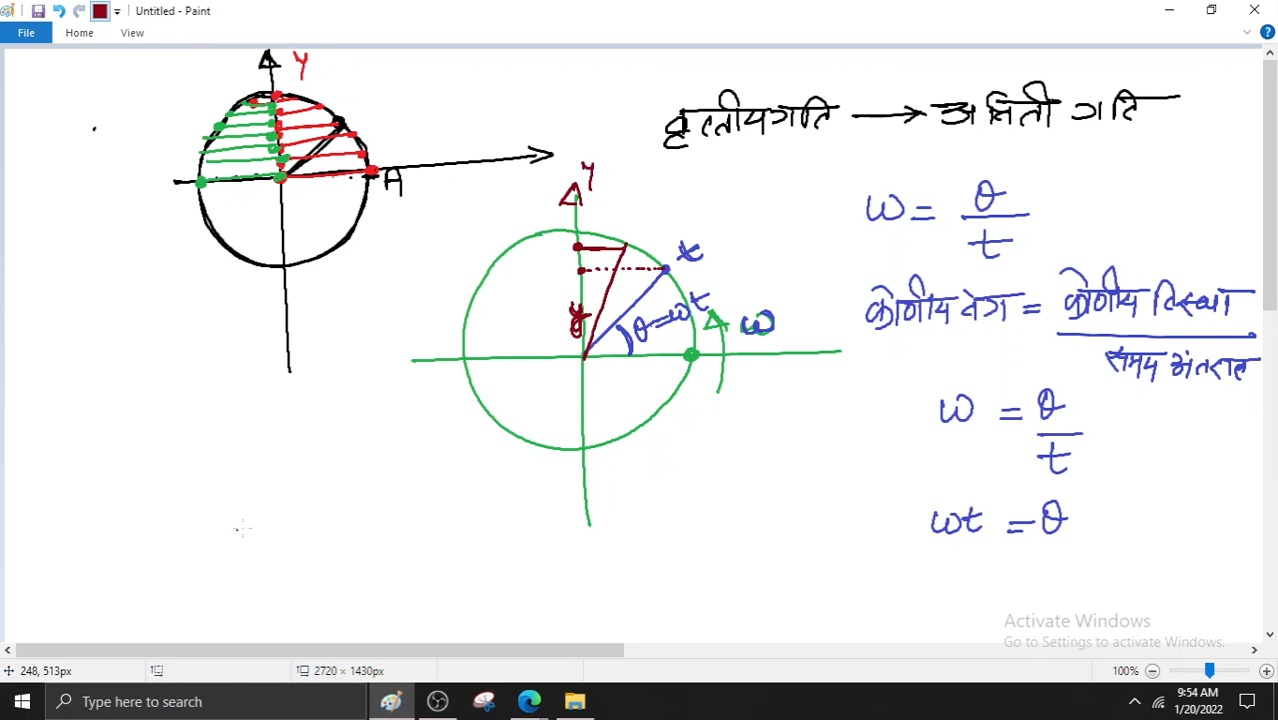 Untitled - Paint
File Home View
Y
A
वृत्तीयगति → आवर्ती गति
ω = θ/t
कोणीय वेग = कोणीय विस्था / समय अंतराल
ω = θ/t
ωt = θ
Y
t
y
θ=ωt
ω
Activate Windows
Go to Settings to activate Windows.
248, 513px
2720 × 1430px
100%
Type here to search
9:54 AM
1/20/2022